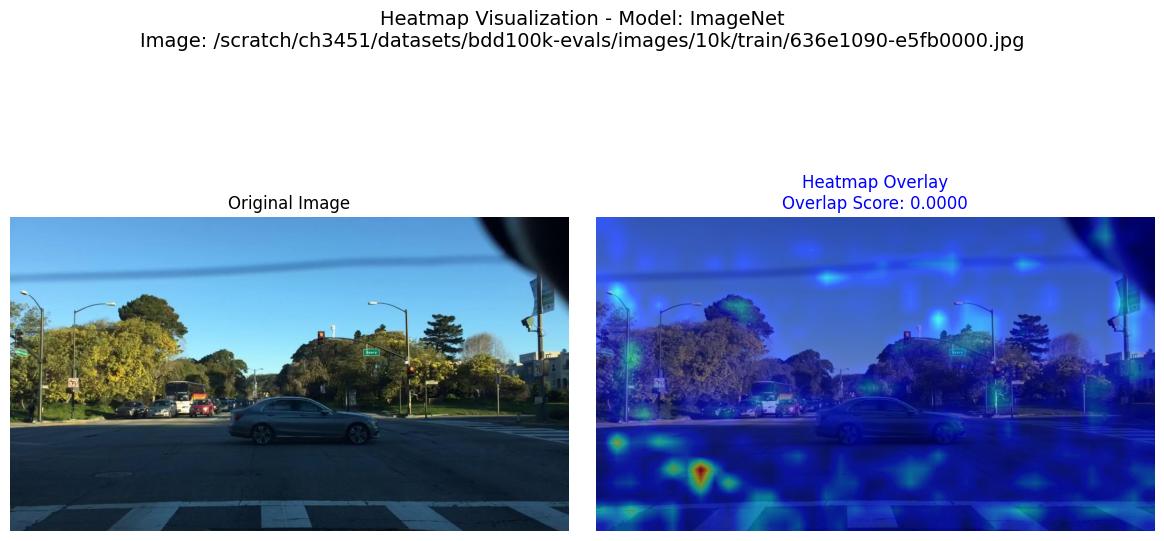 Heatmap Visualization - Model: ImageNet
Image: /scratch/ch3451/datasets/bdd100k-evals/images/10k/train/636e1090-e5fb0000.jpg
Original Image
Heatmap Overlay
Overlap Score: 0.0000